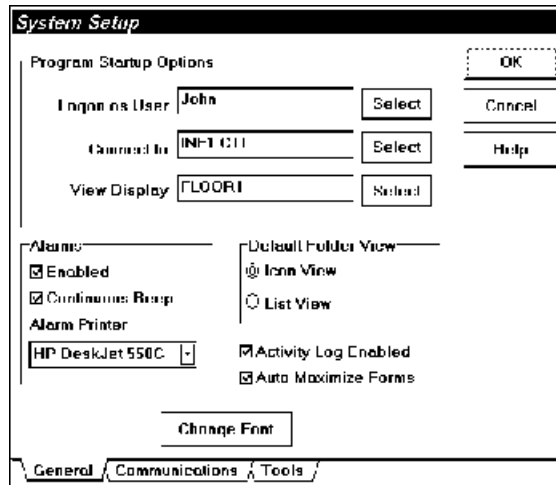 System Setup
Program Startup Options
OK
Logon as User John Select
Cancel
Connect to Select
Help
View Display FLOOR1 Select
Alarms
Default Folder View
Enabled
Icon View
Continuous Beep
List View
Alarm Printer
HP DeskJet 550C
Activity Log Enabled
Auto Maximize Forms
Change Font
General
Communications
Tools